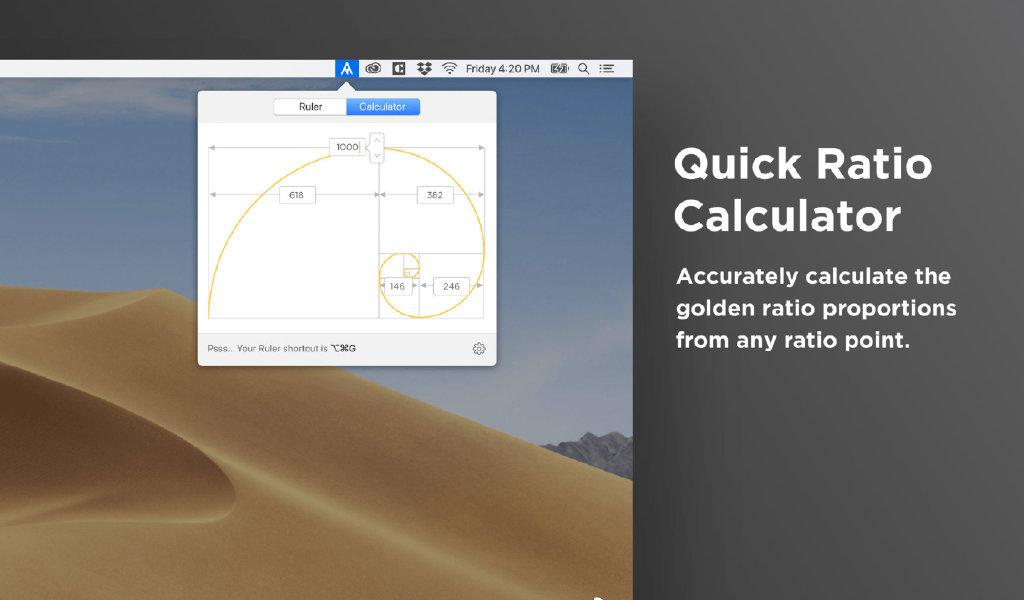 Friday 4:20 PM
Ruler Calculator
1000
618 382
146 246
Psss... Your Ruler shortcut is ⌥⌘G
Quick Ratio
Calculator
Accurately calculate the
golden ratio proportions
from any ratio point.